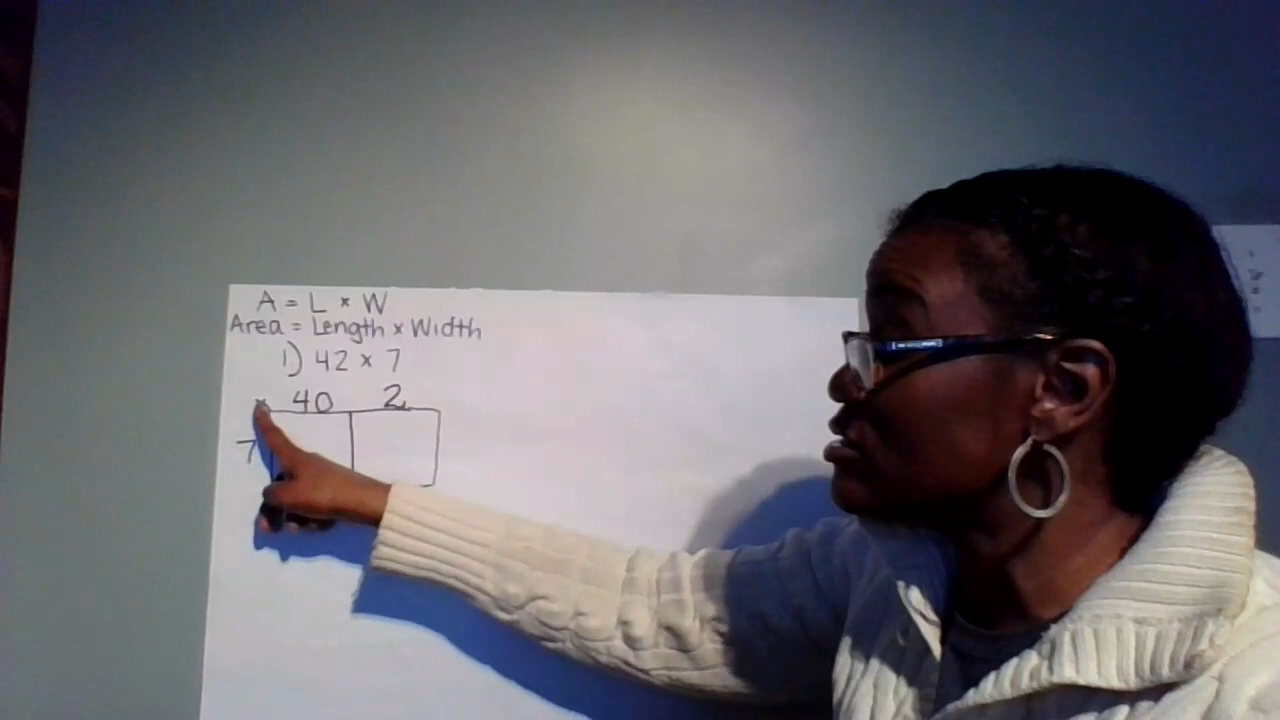 A = L × W
Area = Length × Width
1) 42 × 7
× 40 2
7